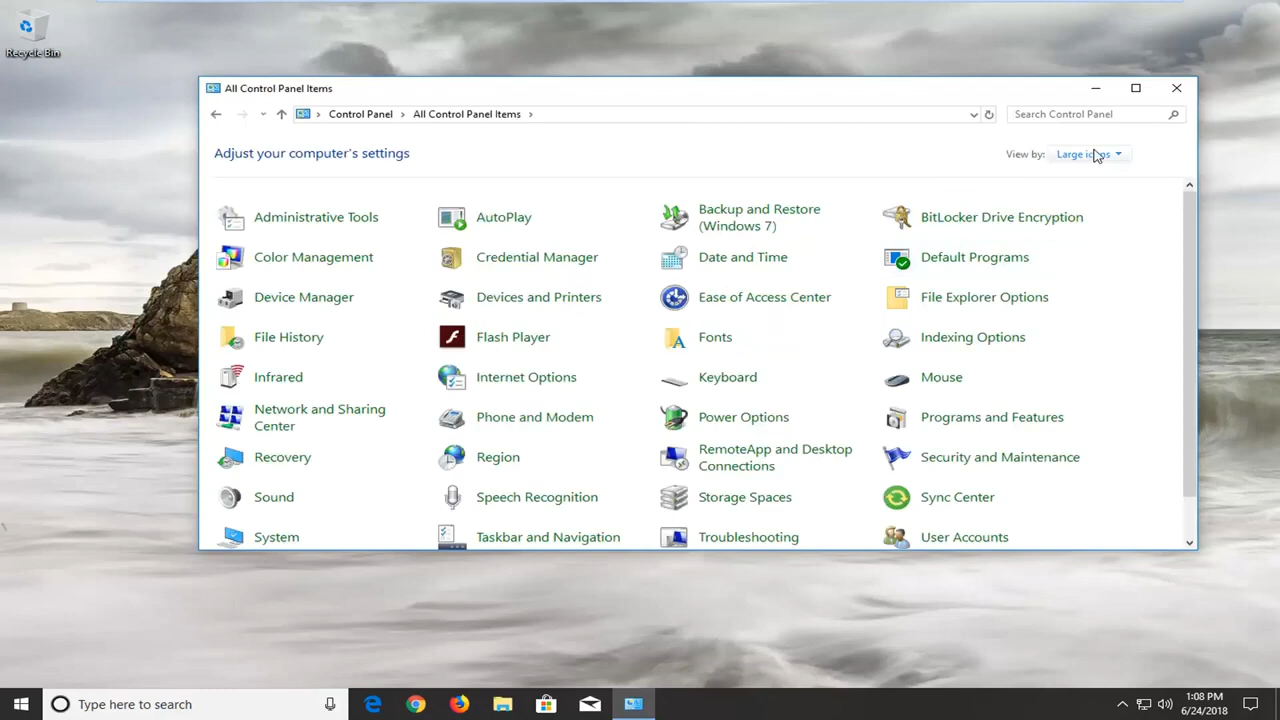 Recycle Bin
All Control Panel Items
Control Panel
All Control Panel Items
Search Control Panel
Adjust your computer's settings
View by:
Large icons
Administrative Tools
AutoPlay
Backup and Restore
(Windows 7)
BitLocker Drive Encryption
Color Management
Credential Manager
Date and Time
Default Programs
Device Manager
Devices and Printers
Ease of Access Center
File Explorer Options
File History
Flash Player
Fonts
Indexing Options
Infrared
Internet Options
Keyboard
Mouse
Network and Sharing
Center
Phone and Modem
Power Options
Programs and Features
Recovery
Region
RemoteApp and Desktop
Connections
Security and Maintenance
Sound
Speech Recognition
Storage Spaces
Sync Center
System
Taskbar and Navigation
Troubleshooting
User Accounts
Type here to search
1:08 PM
6/24/2018